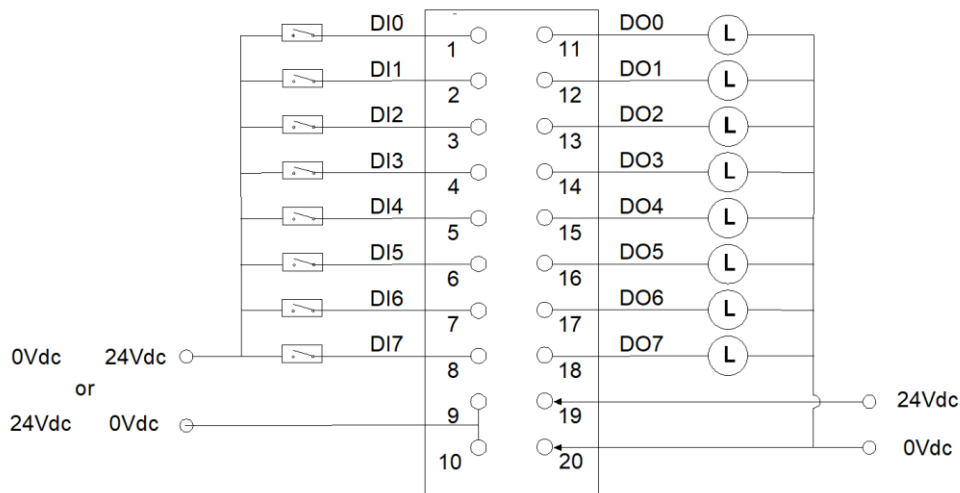 DI0 1 11 DO0 L
DI1 2 12 DO1 L
DI2 3 13 DO2 L
DI3 4 14 DO3 L
DI4 5 15 DO4 L
DI5 6 16 DO5 L
DI6 7 17 DO6 L
DI7 8 18 DO7 L
0Vdc 24Vdc
or
24Vdc 0Vdc
9 19 24Vdc
10 20 0Vdc